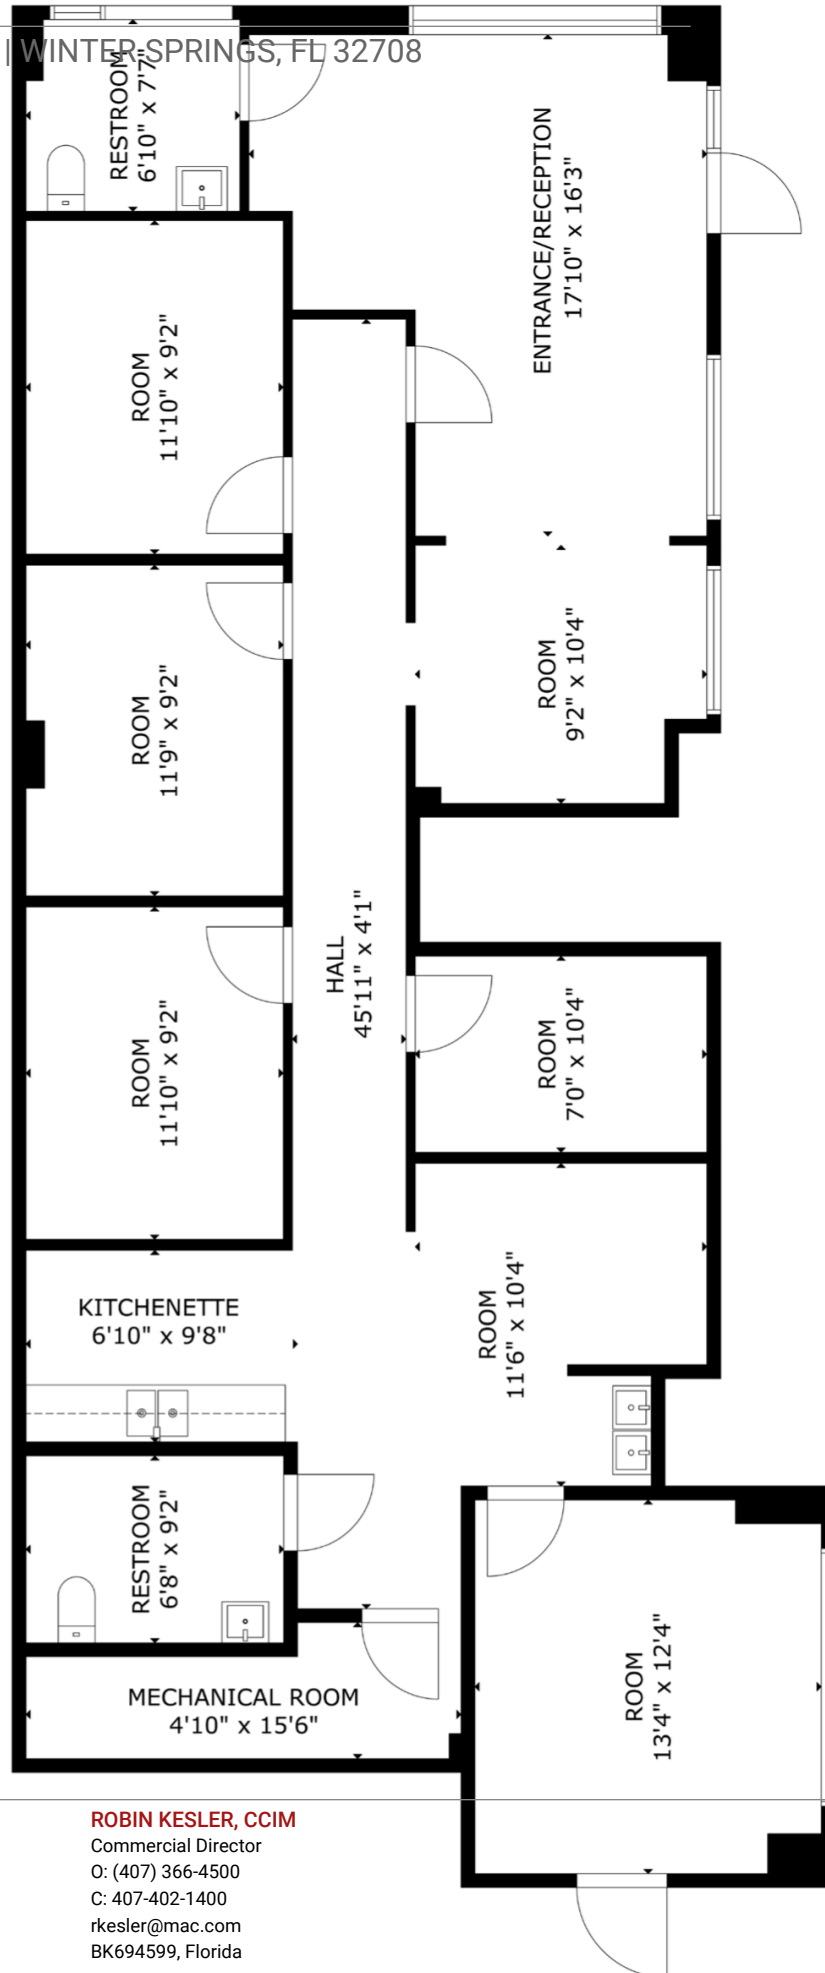 | WINTER SPRINGS, FL 32708
RESTROOM
6'10" x 7'7"
ENTRANCE/RECEPTION
17'10" x 16'3"
ROOM
11'10" x 9'2"
ROOM
11'9" x 9'2"
ROOM
9'2" x 10'4"
HALL
45'11" x 4'1"
ROOM
11'10" x 9'2"
ROOM
7'0" x 10'4"
KITCHENETTE
6'10" x 9'8"
ROOM
11'6" x 10'4"
RESTROOM
6'8" x 9'2"
MECHANICAL ROOM
4'10" x 15'6"
ROOM
13'4" x 12'4"
ROBIN KESLER, CCIM
Commercial Director
O: (407) 366-4500
C: 407-402-1400
rkesler@mac.com
BK694599, Florida